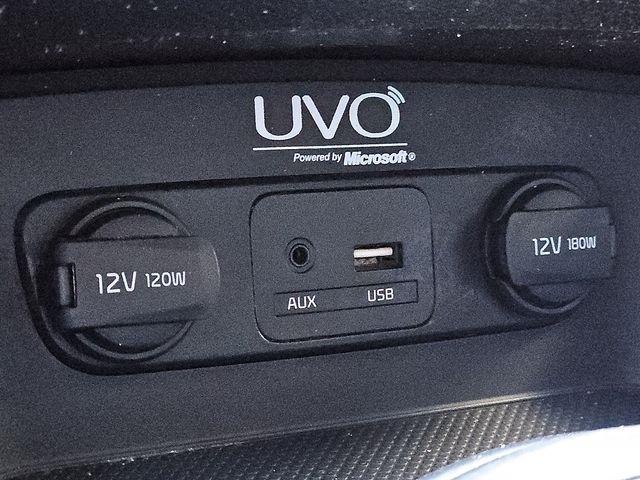 UVO
Powered by Microsoft®
12V 120W
AUX USB
12V 180W